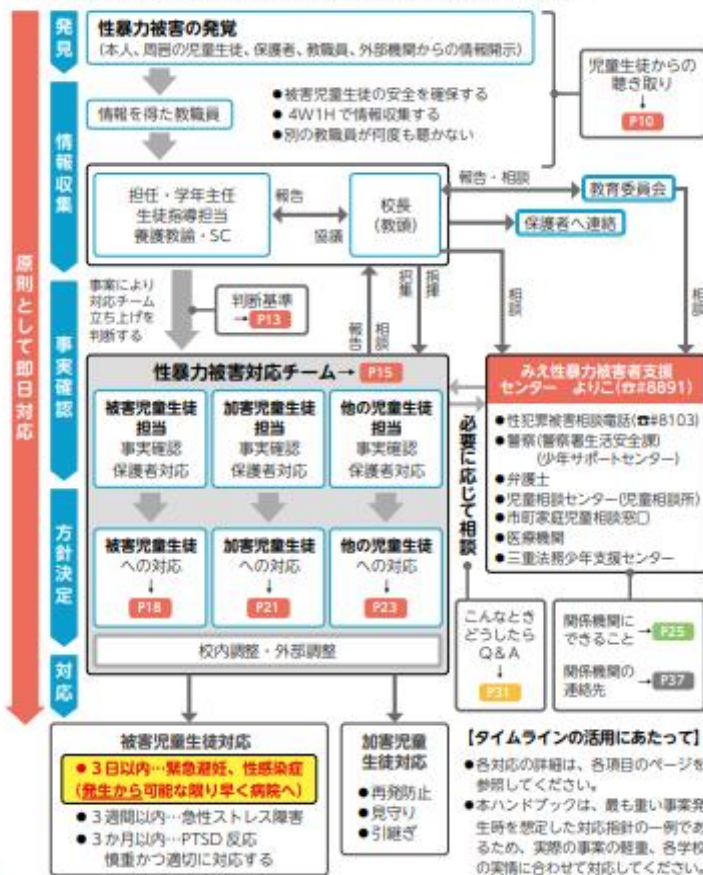 発見
性暴力被害の発覚
(本人、周囲の児童生徒、保護者、教職員、外部機関からの情報開示)
児童生徒からの
聴き取り
P10
情報収集
情報を得た教職員
●被害児童生徒の安全を確保する
●4W1Hで情報収集する
●別の教職員が何度も聴かない
担任・学年主任
生徒指導担当
養護教諭・SC
報告
協議
校長
(教頭)
報告・相談
教育委員会
保護者へ連絡
原則として即日対応
事案により
対応チーム
立ち上げを
判断する
判断基準
→P13
報告
相談
招集
指揮
相談
相談
事実確認
性暴力被害対応チーム→P15
被害児童生徒
担当
事実確認
保護者対応
加害児童生徒
担当
事実確認
保護者対応
他の児童生徒
担当
事実確認
保護者対応
必要に応じて相談
みえ性暴力被害者支援
センター よりこ(☎#8891)
●性犯罪被害相談電話(☎#8103)
●警察(警察署生活安全課)
(少年サポートセンター)
●弁護士
●児童相談センター(児童相談所)
●市町家庭児童相談窓口
●医療機関
●三重法務少年支援センター
方針決定
被害児童生徒
への対応
P18
加害児童生徒
への対応
P21
他の児童生徒
への対応
P23
校内調整・外部調整
こんなとき
どうしたら
Q&A
P31
関係機関に
できること
→P25
関係機関の
連絡先
→P37
対応
被害児童生徒対応
●3日以内…緊急避妊、性感染症
(発生から可能な限り早く病院へ)
●3週間以内…急性ストレス障害
●3か月以内…PTSD反応
慎重かつ適切に対応する
加害児童
生徒対応
●再発防止
●見守り
●引継ぎ
【タイムラインの活用にあたって】
●各対応の詳細は、各項目のページを
参照してください。
●本ハンドブックは、最も重い事案発
生時を想定した対応指針の一例であ
るため、実際の事案の軽重、各学校
の実情に合わせて対応してください。